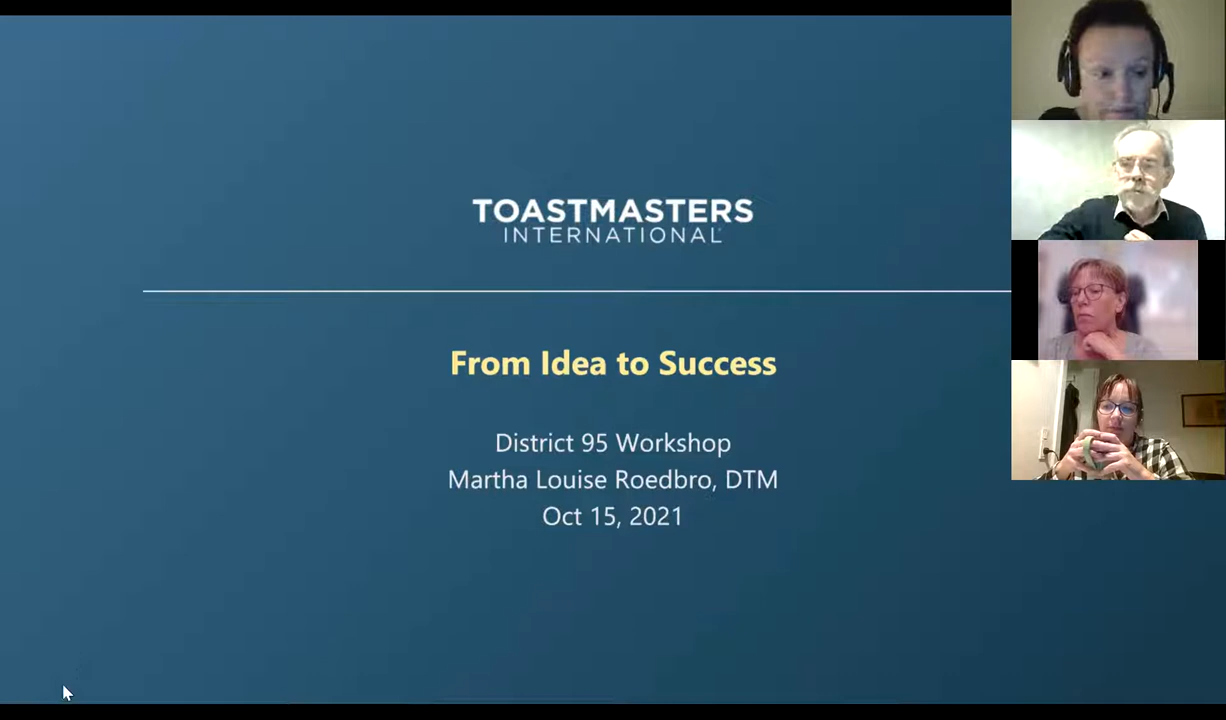 TOASTMASTERS
INTERNATIONAL
From Idea to Success
District 95 Workshop
Martha Louise Roedbro, DTM
Oct 15, 2021